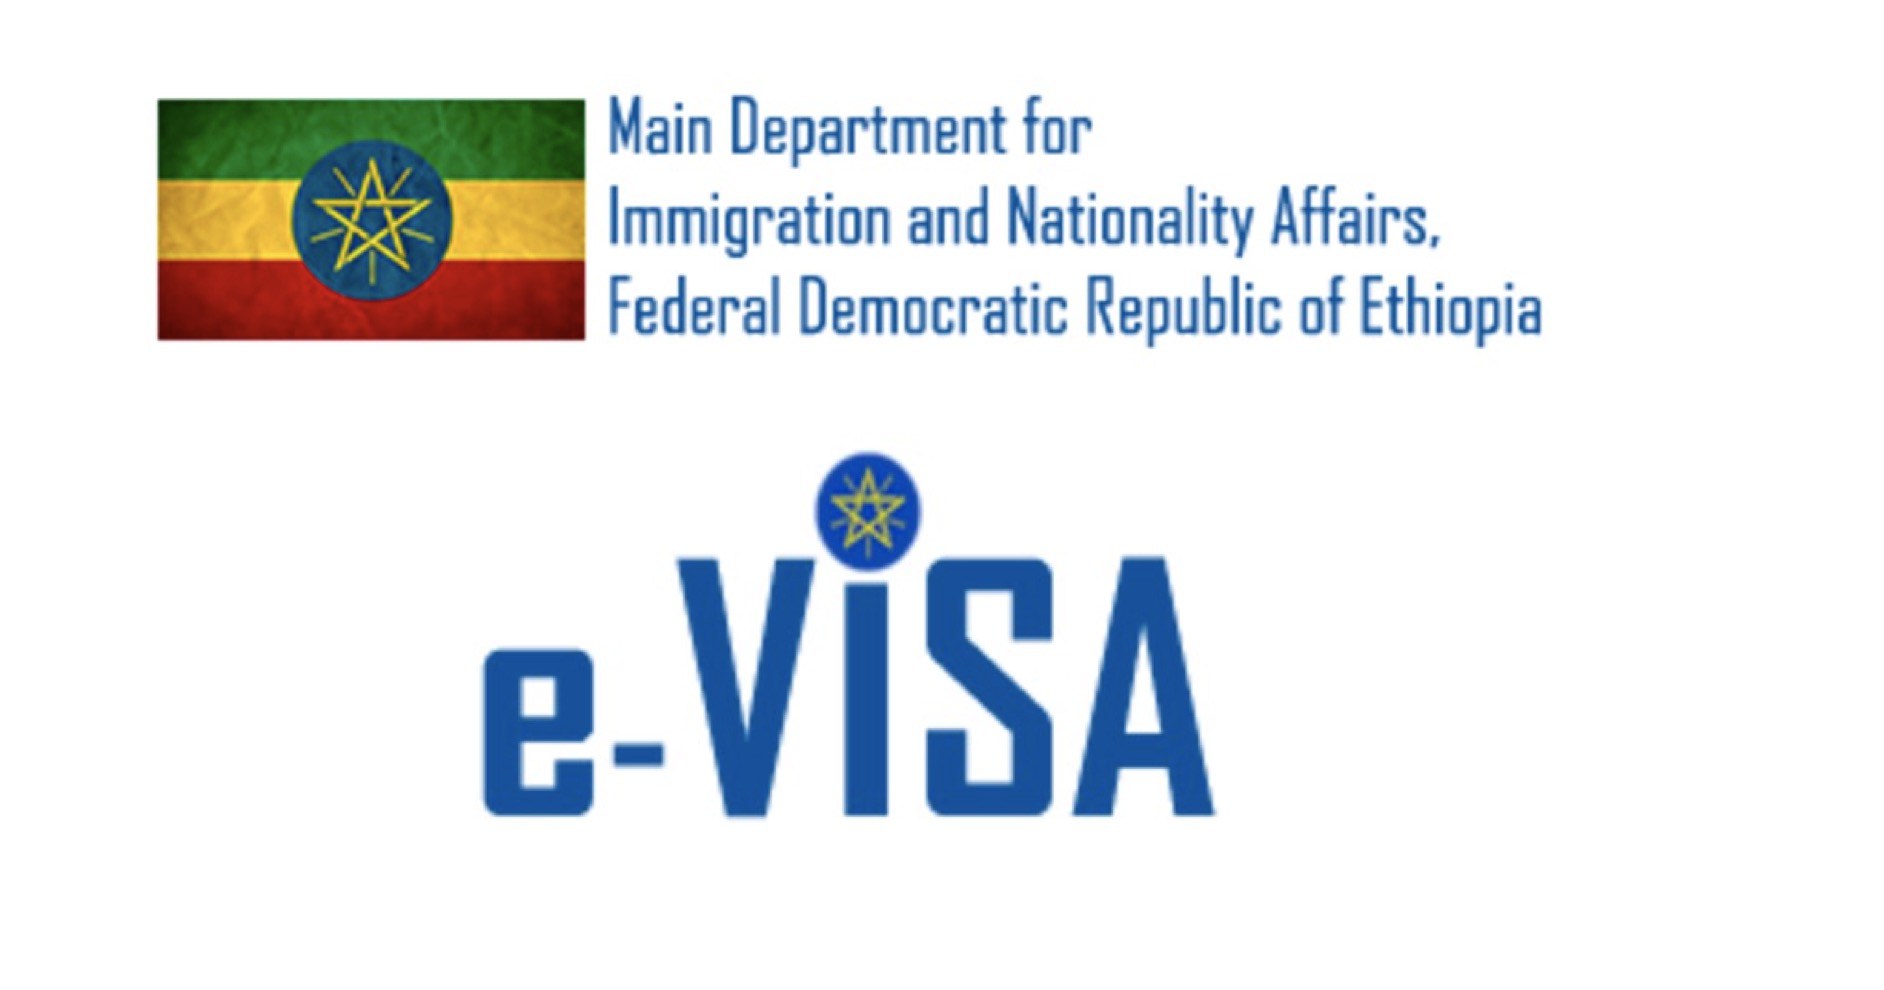 Main Department for
Immigration and Nationality Affairs,
Federal Democratic Republic of Ethiopia
e-ViSA